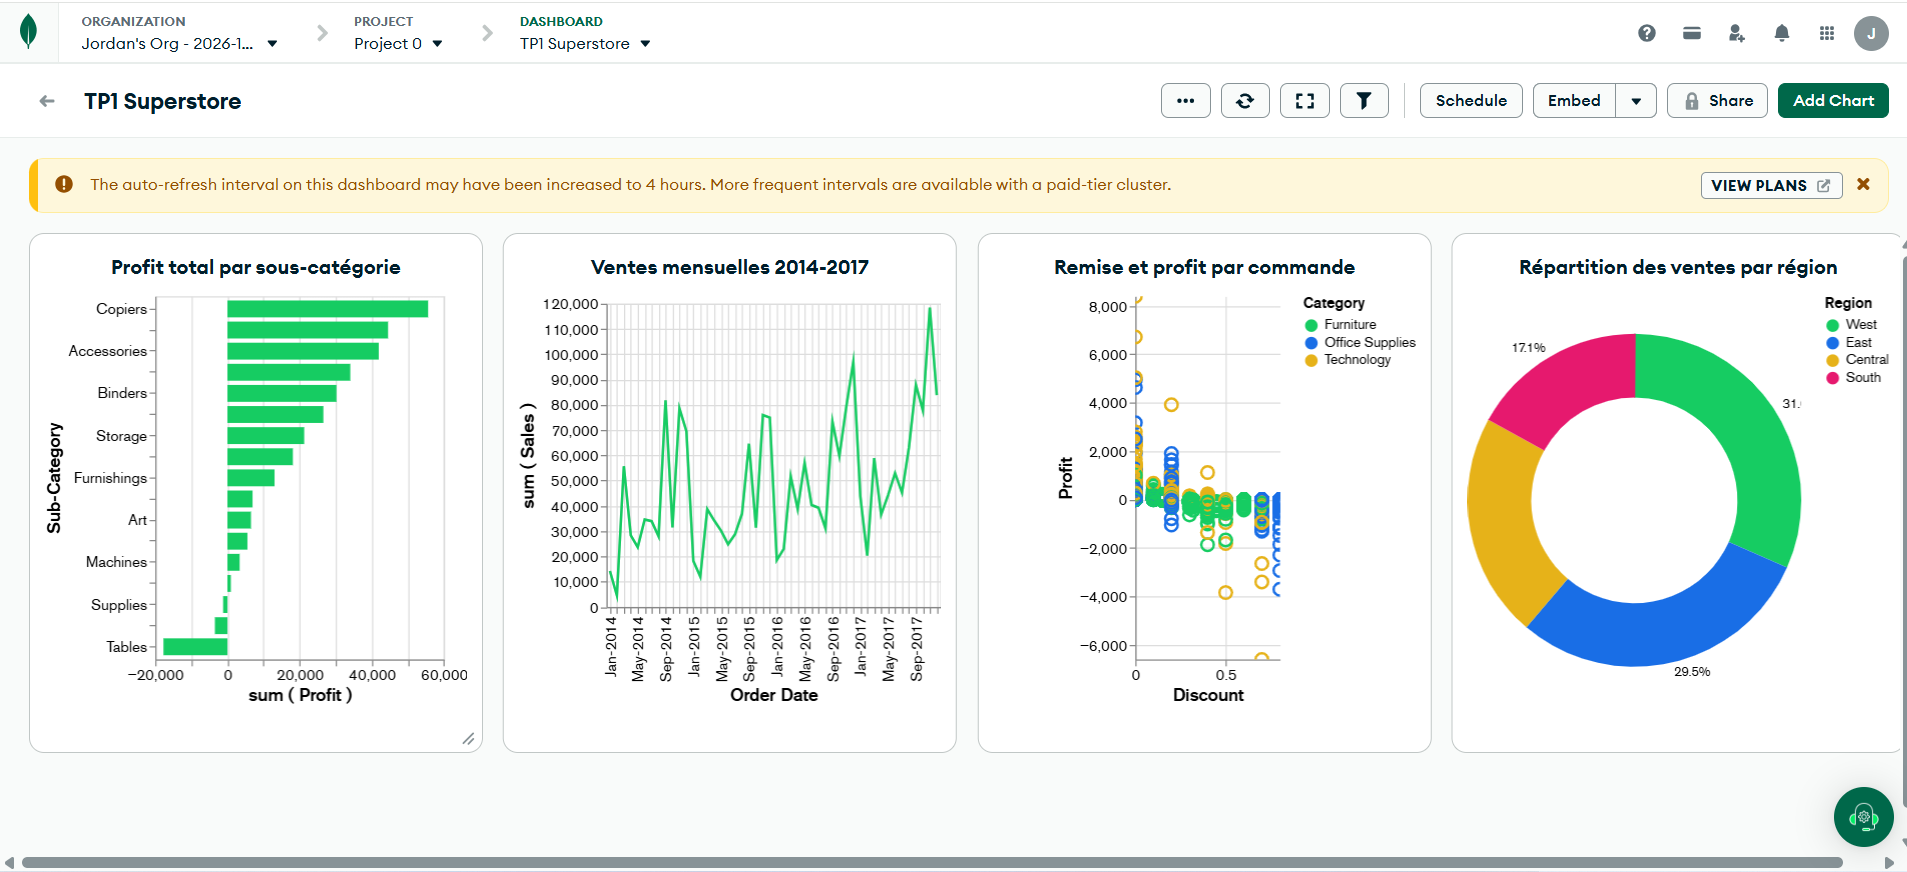 ORGANIZATION
Jordan's Org - 2026-1...
PROJECT
Project 0
DASHBOARD
TP1 Superstore
J
TP1 Superstore
Schedule
Embed
Share
Add Chart
The auto-refresh interval on this dashboard may have been increased to 4 hours. More frequent intervals are available with a paid-tier cluster.
VIEW PLANS
Profit total par sous-catégorie
Sub-Category
Copiers
Accessories
Binders
Storage
Furnishings
Art
Machines
Supplies
Tables
−20,000 0 20,000 40,000 60,000
sum ( Profit )
Ventes mensuelles 2014-2017
sum ( Sales )
120,000
110,000
100,000
90,000
80,000
70,000
60,000
50,000
40,000
30,000
20,000
10,000
0
Jan-2014 May-2014 Sep-2014 Jan-2015 May-2015 Sep-2015 Jan-2016 May-2016 Sep-2016 Jan-2017 May-2017 Sep-2017
Order Date
Remise et profit par commande
Profit
8,000
6,000
4,000
2,000
0
−2,000
−4,000
−6,000
0 0.5
Discount
Category
Furniture
Office Supplies
Technology
Répartition des ventes par région
Region
West
East
Central
South
17.1%
31.
29.5%